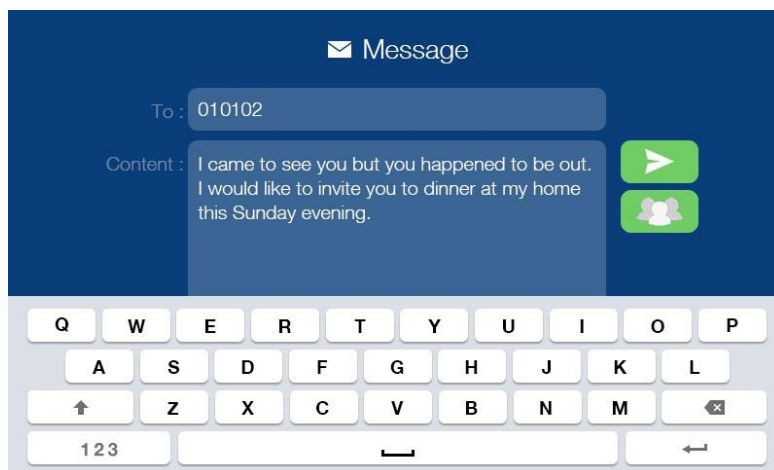 Message
To : 010102
Content : I came to see you but you happened to be out.
I would like to invite you to dinner at my home
this Sunday evening.
Q W E R T Y U I O P
A S D F G H J K L
Z X C V B N M
123